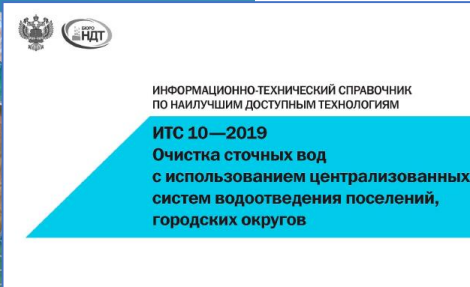 БЮРО
НДТ
ИНФОРМАЦИОННО-ТЕХНИЧЕСКИЙ СПРАВОЧНИК
ПО НАИЛУЧШИМ ДОСТУПНЫМ ТЕХНОЛОГИЯМ
ИТС 10—2019
Очистка сточных вод
с использованием централизованных
систем водоотведения поселений,
городских округов